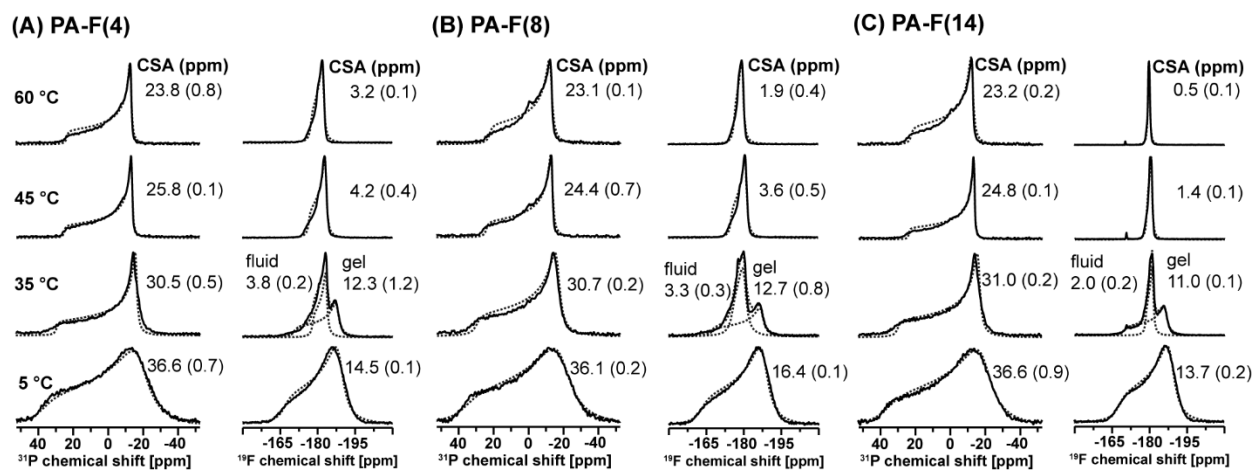 (A) PA-F(4)
(B) PA-F(8)
(C) PA-F(14)
CSA (ppm) CSA (ppm) CSA (ppm) CSA (ppm) CSA (ppm) CSA (ppm)
60 °C 23.8 (0.8) 3.2 (0.1) 23.1 (0.1) 1.9 (0.4) 23.2 (0.2) 0.5 (0.1)
45 °C 25.8 (0.1) 4.2 (0.4) 24.4 (0.7) 3.6 (0.5) 24.8 (0.1) 1.4 (0.1)
fluid gel fluid gel fluid gel
35 °C 30.5 (0.5) 3.8 (0.2) 12.3 (1.2) 30.7 (0.2) 3.3 (0.3) 12.7 (0.8) 31.0 (0.2) 2.0 (0.2) 11.0 (0.1)
5 °C 36.6 (0.7) 14.5 (0.1) 36.1 (0.2) 16.4 (0.1) 36.6 (0.9) 13.7 (0.2)
40 20 0 -20 -40 -165 -180 -195 40 20 0 -20 -40 -165 -180 -195 40 20 0 -20 -40 -165 -180 -195
³¹P chemical shift [ppm] ¹⁹F chemical shift [ppm] ³¹P chemical shift [ppm] ¹⁹F chemical shift [ppm] ³¹P chemical shift [ppm] ¹⁹F chemical shift [ppm]